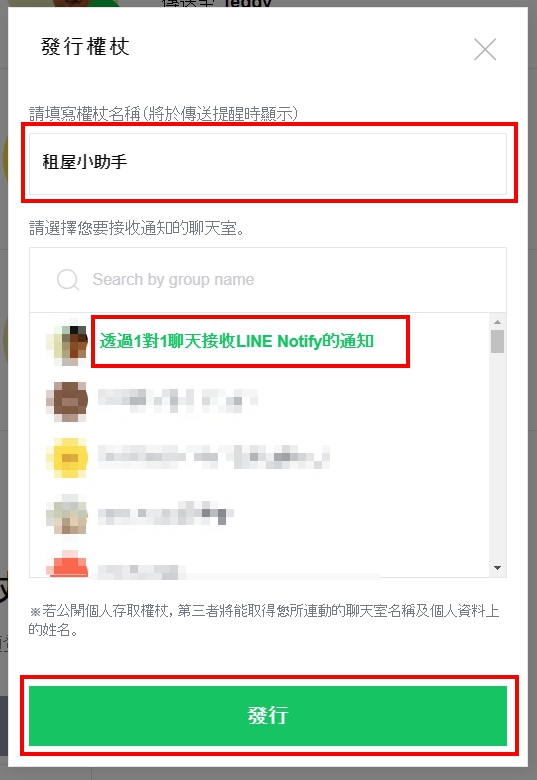 傳送至 Teddy
發行權杖
請填寫權杖名稱(將於傳送提醒時顯示)
租屋小助手
請選擇您要接收通知的聊天室。
Search by group name
透過1對1聊天接收LINE Notify的通知
※若公開個人存取權杖，第三者將能取得您所連動的聊天室名稱及個人資料上
的姓名。
發行